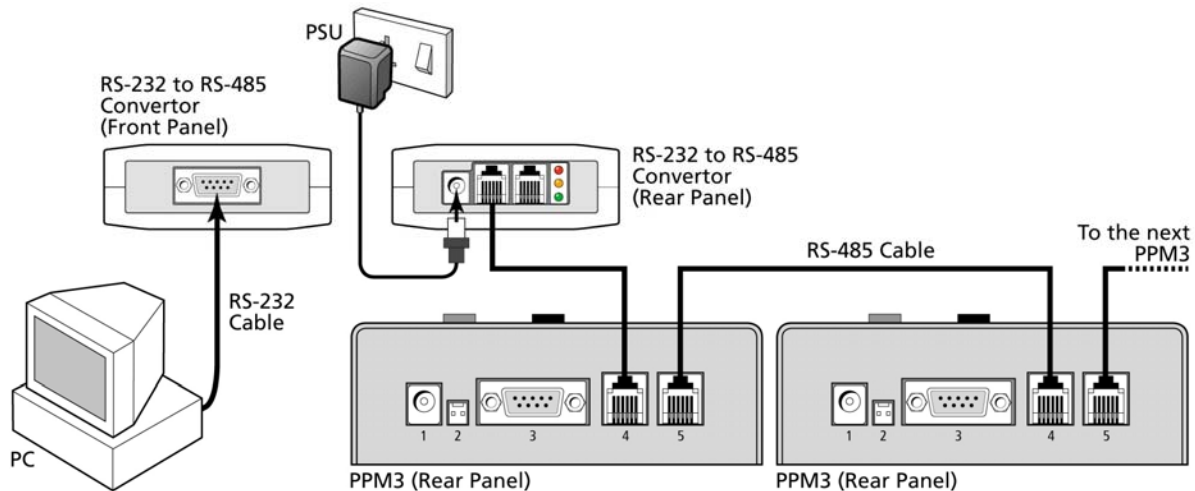 PSU
RS-232 to RS-485
Convertor
(Front Panel)
RS-232 to RS-485
Convertor
(Rear Panel)
To the next
PPM3
RS-485 Cable
RS-232
Cable
1 2 3 4 5
1 2 3 4 5
PC
PPM3 (Rear Panel)
PPM3 (Rear Panel)